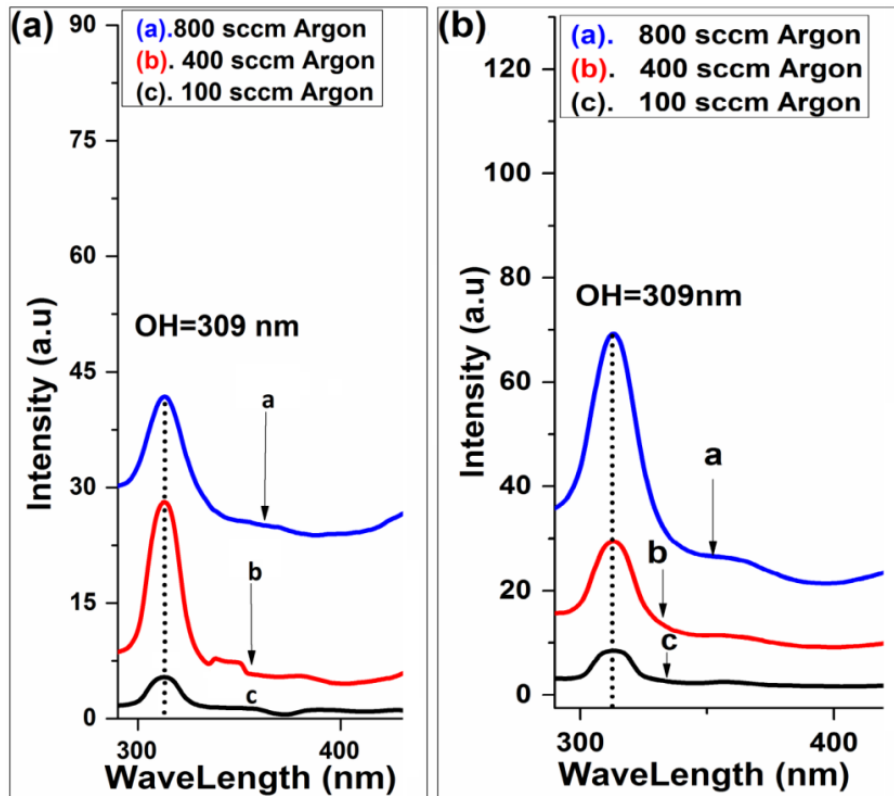 (a)
(a).800 sccm Argon
(b). 400 sccm Argon
(c). 100 sccm Argon
90
75
60
45
30
15
0
Intensity (a.u)
OH=309 nm
a
b
c
300
400
WaveLength (nm)
(b)
(a). 800 sccm Argon
(b). 400 sccm Argon
(c). 100 sccm Argon
120
100
80
60
40
20
0
Intensity (a.u)
OH=309nm
a
b
c
300
400
WaveLength (nm)